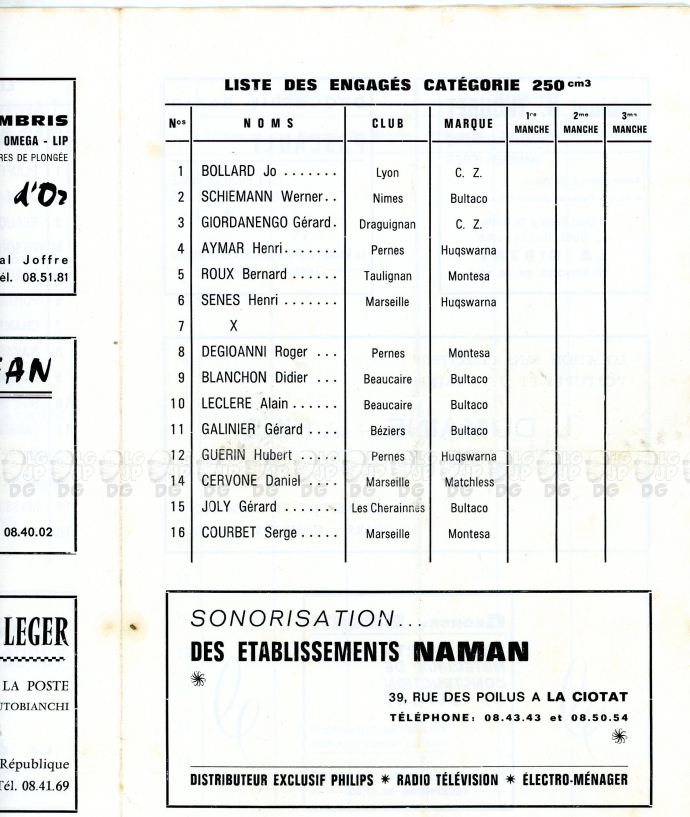 MBRIS
OMEGA - LIP
RES DE PLONGÉE
d'Or
al Joffre
él. 08.51.81
EAN
08.40.02
LEGER
LA POSTE
UTOBIANCHI
République
Tél. 08.41.69
LISTE DES ENGAGÉS CATÉGORIE 250 cm3
Nos NOMS CLUB MARQUE 1re MANCHE 2me MANCHE 3me MANCHE
1 BOLLARD Jo ....... Lyon C. Z.
2 SCHIEMANN Werner.. Nimes Bultaco
3 GIORDANENGO Gérard. Draguignan C. Z.
4 AYMAR Henri....... Pernes Huqswarna
5 ROUX Bernard ...... Taulignan Montesa
6 SENES Henri ....... Marseille Huqswarna
7 X
8 DEGIOANNI Roger ... Pernes Montesa
9 BLANCHON Didier ... Beaucaire Bultaco
10 LECLERE Alain ...... Beaucaire Bultaco
11 GALINIER Gérard .... Béziers Bultaco
12 GUERIN Hubert ..... Pernes Huqswarna
14 CERVONE Daniel .... Marseille Matchless
15 JOLY Gérard ....... Les Cherainnes Bultaco
16 COURBET Serge ..... Marseille Montesa
SONORISATION...
DES ETABLISSEMENTS NAMAN
39, RUE DES POILUS A LA CIOTAT
TÉLÉPHONE: 08.43.43 et 08.50.54
DISTRIBUTEUR EXCLUSIF PHILIPS * RADIO TÉLÉVISION * ÉLECTRO-MÉNAGER